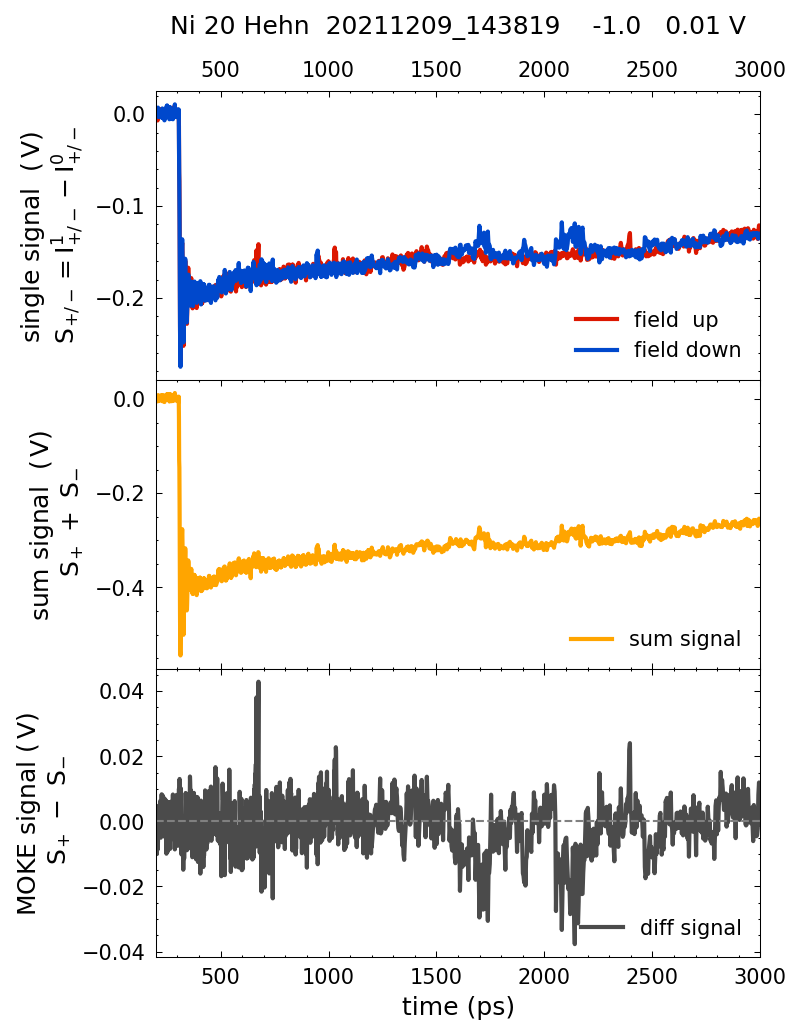 Ni 20 Hehn  20211209_143819    -1.0   0.01 V
500 1000 1500 2000 2500 3000
single signal  ( V)
S+/− = I¹+/− − I⁰+/−
0.0
−0.1
−0.2
field  up
field down
sum signal  ( V)
S+ + S−
0.0
−0.2
−0.4
sum signal
MOKE signal ( V)
S+ − S−
0.04
0.02
0.00
−0.02
−0.04
diff signal
500 1000 1500 2000 2500 3000
time (ps)